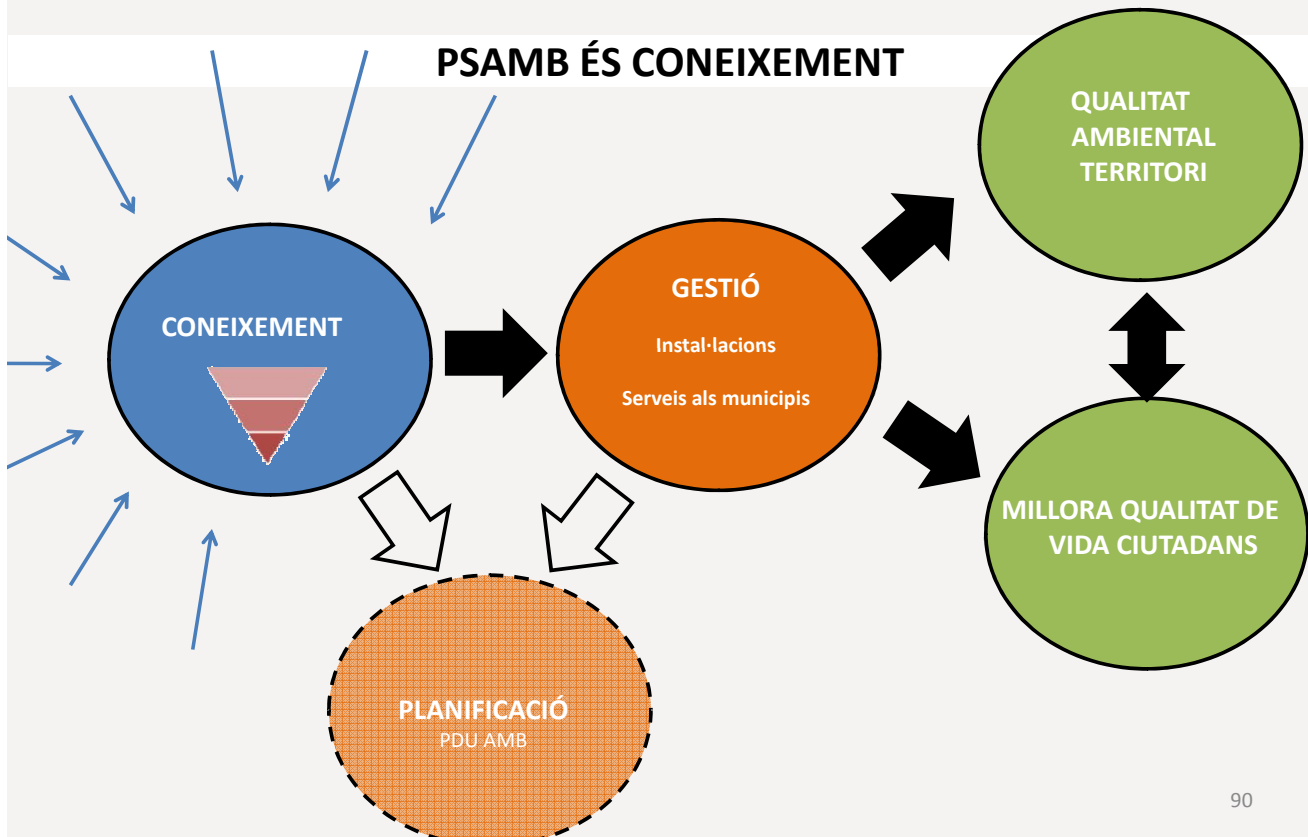 PSAMB ÉS CONEIXEMENT
QUALITAT
AMBIENTAL
TERRITORI
CONEIXEMENT
GESTIÓ
Instal·lacions
Serveis als municipis
MILLORA QUALITAT DE
VIDA CIUTADANS
PLANIFICACIÓ
PDU AMB
90